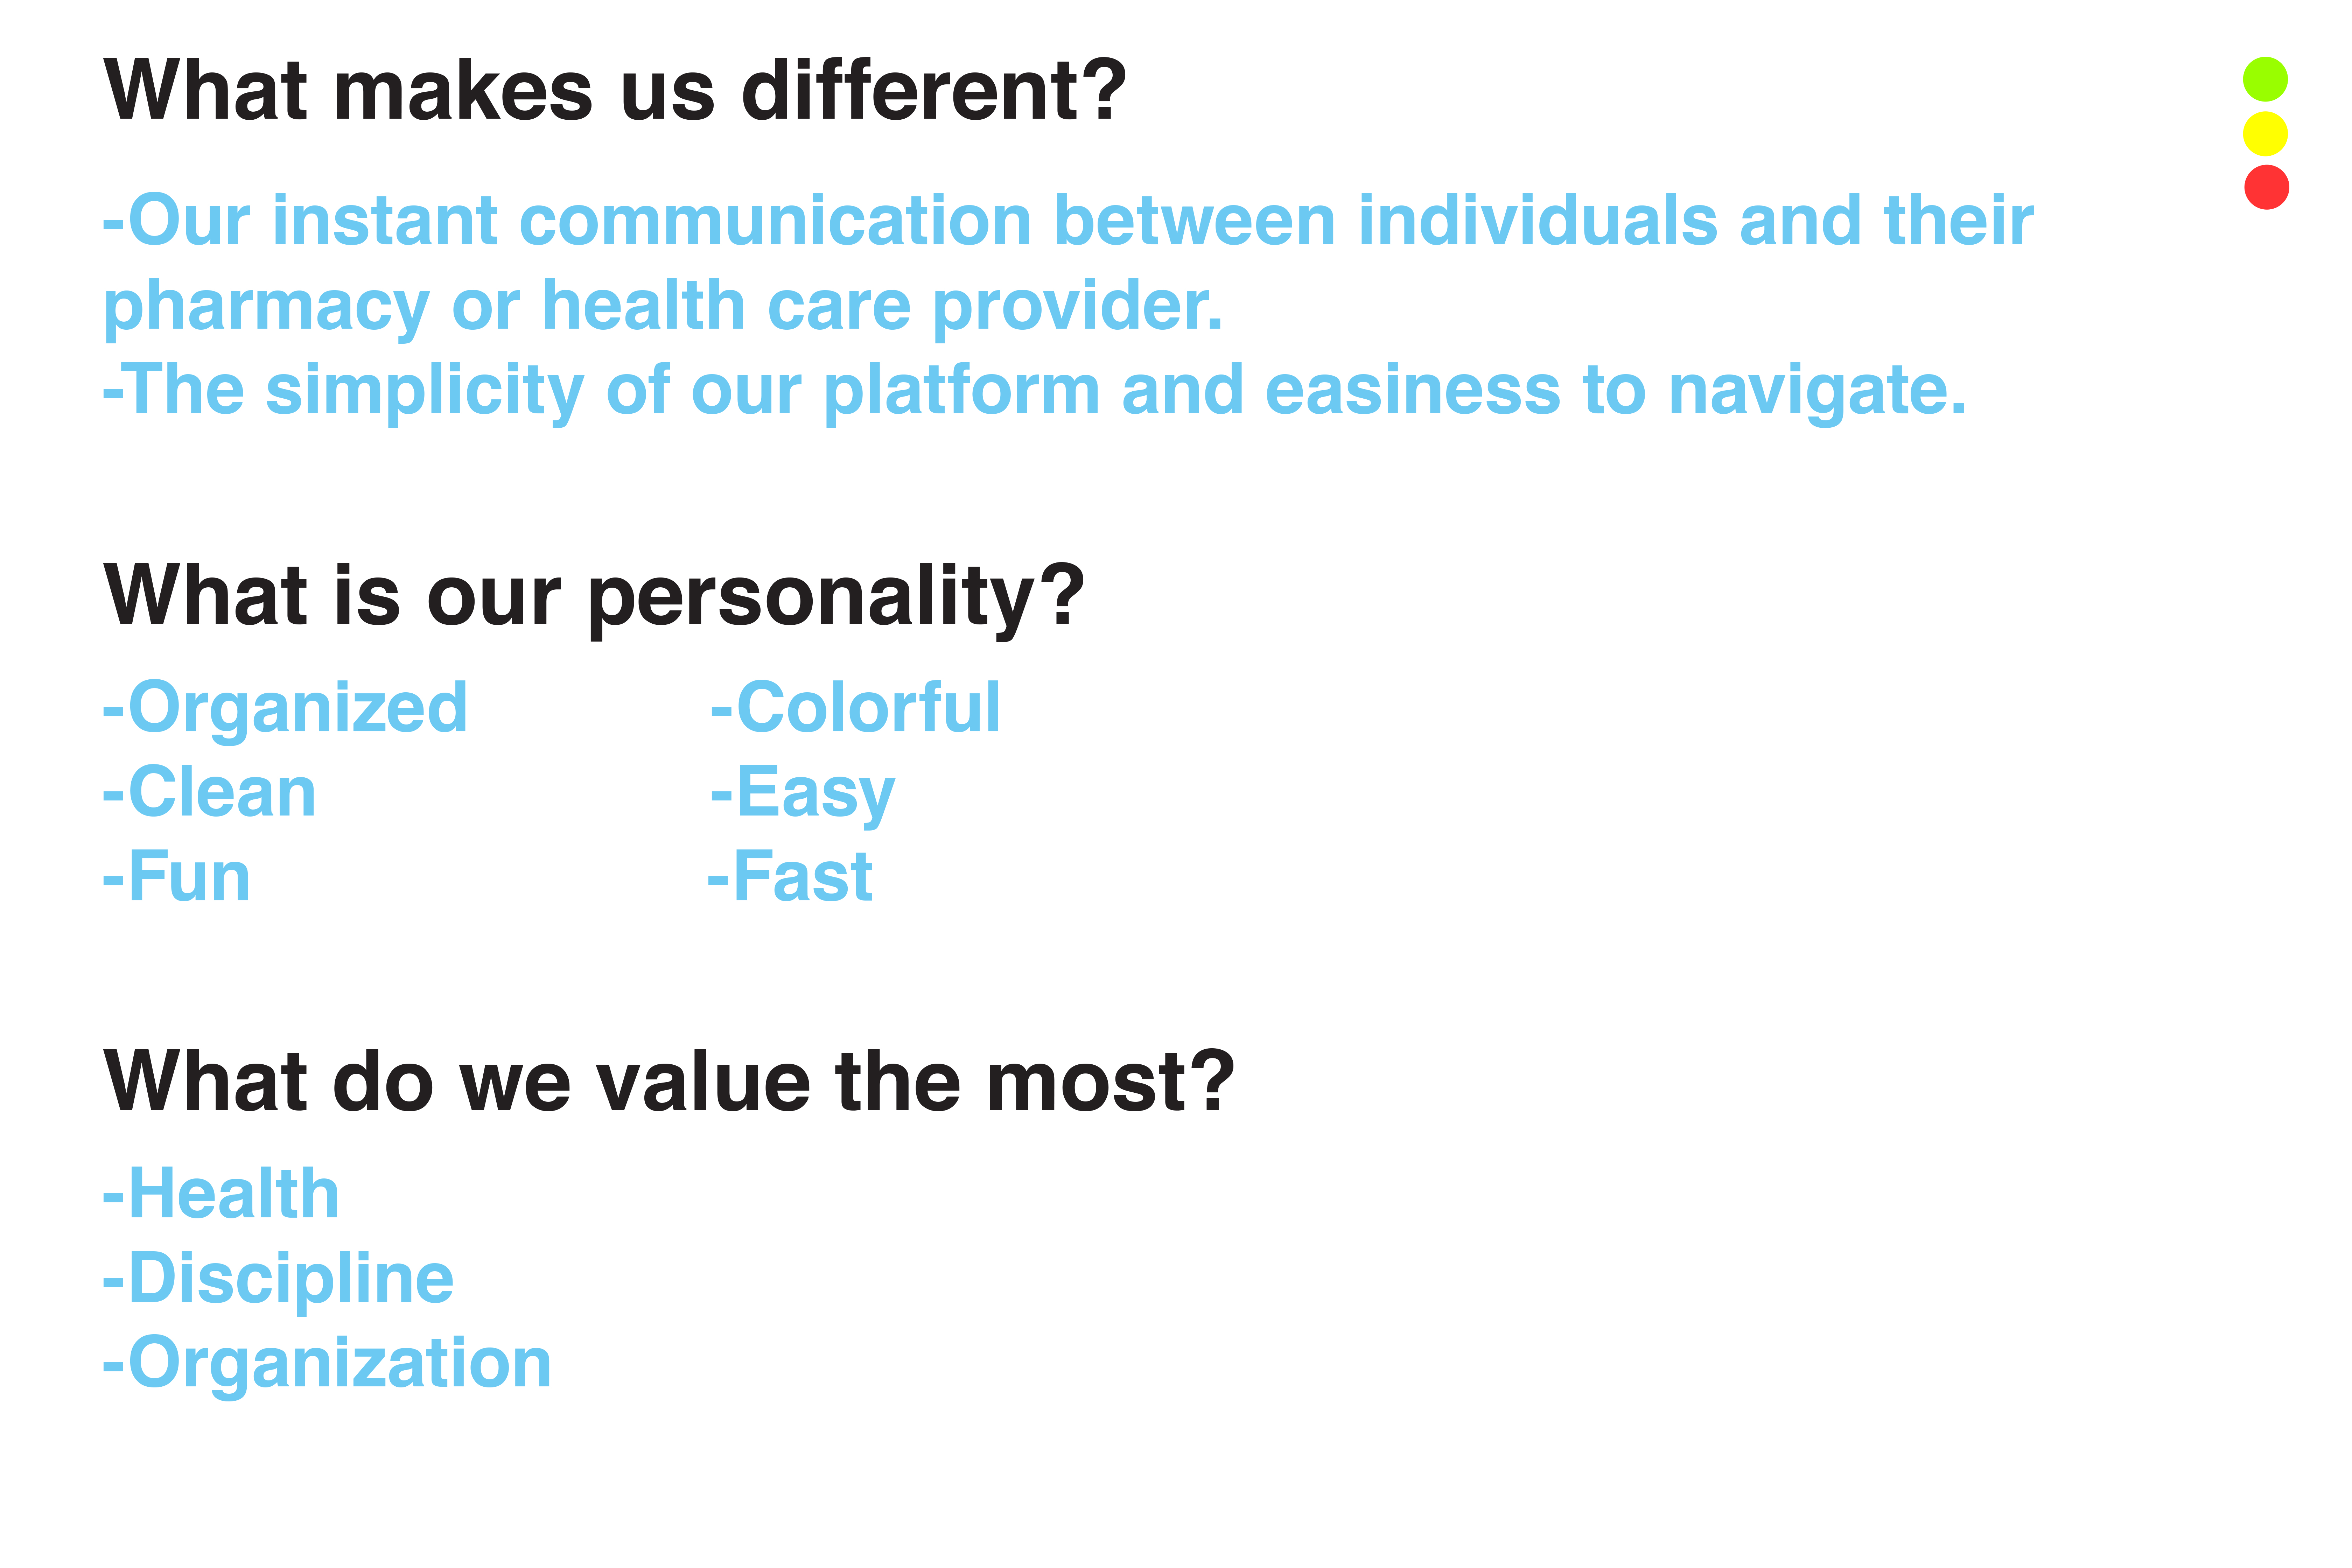 What makes us different?
-Our instant communication between individuals and their
pharmacy or health care provider.
-The simplicity of our platform and easiness to navigate.
What is our personality?
-Organized
-Clean
-Fun
-Colorful
-Easy
-Fast
What do we value the most?
-Health
-Discipline
-Organization